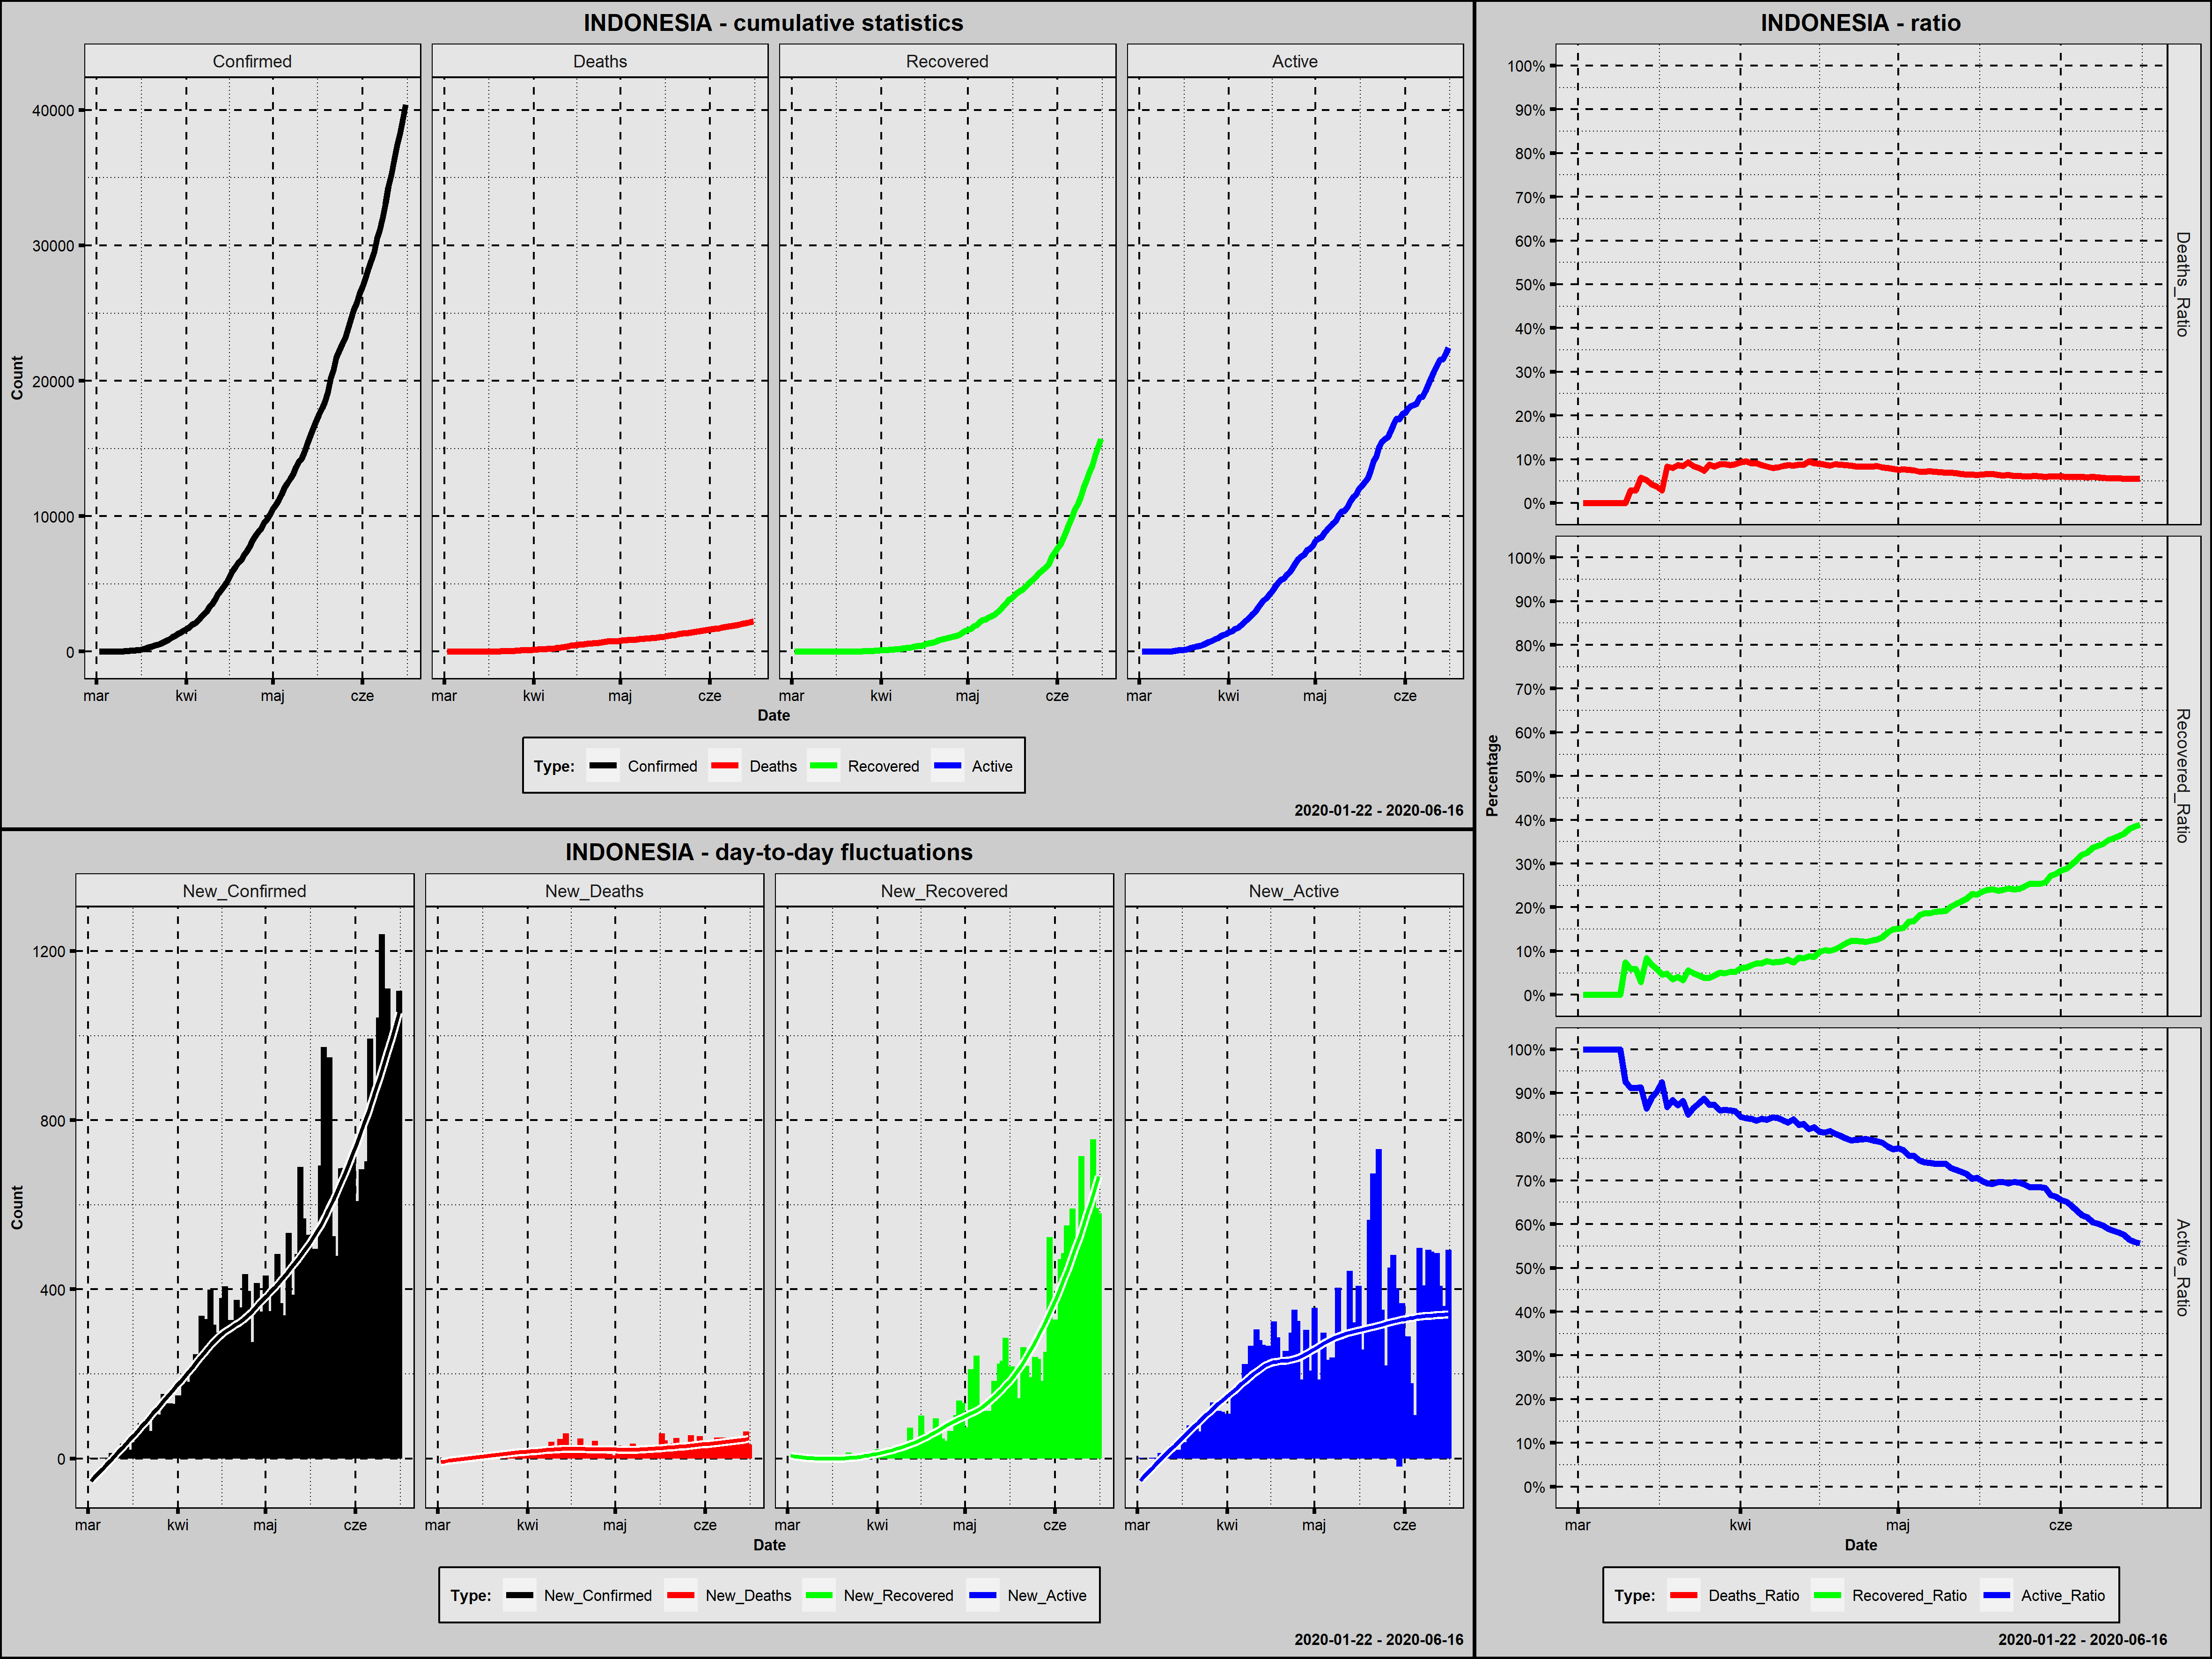 INDONESIA - cumulative statistics
Confirmed Deaths Recovered Active
Count
40000
30000
20000
10000
0
mar kwi maj cze mar kwi maj cze mar kwi maj cze mar kwi maj cze
Date
Type: Confirmed Deaths Recovered Active
2020-01-22 - 2020-06-16
INDONESIA - day-to-day fluctuations
New_Confirmed New_Deaths New_Recovered New_Active
Count
1200
800
400
0
mar kwi maj cze mar kwi maj cze mar kwi maj cze mar kwi maj cze
Date
Type: New_Confirmed New_Deaths New_Recovered New_Active
2020-01-22 - 2020-06-16
INDONESIA - ratio
Percentage
100%
90%
80%
70%
60%
50%
40%
30%
20%
10%
0%
Deaths_Ratio
100%
90%
80%
70%
60%
50%
40%
30%
20%
10%
0%
Recovered_Ratio
100%
90%
80%
70%
60%
50%
40%
30%
20%
10%
0%
Active_Ratio
mar kwi maj cze
Date
Type: Deaths_Ratio Recovered_Ratio Active_Ratio
2020-01-22 - 2020-06-16